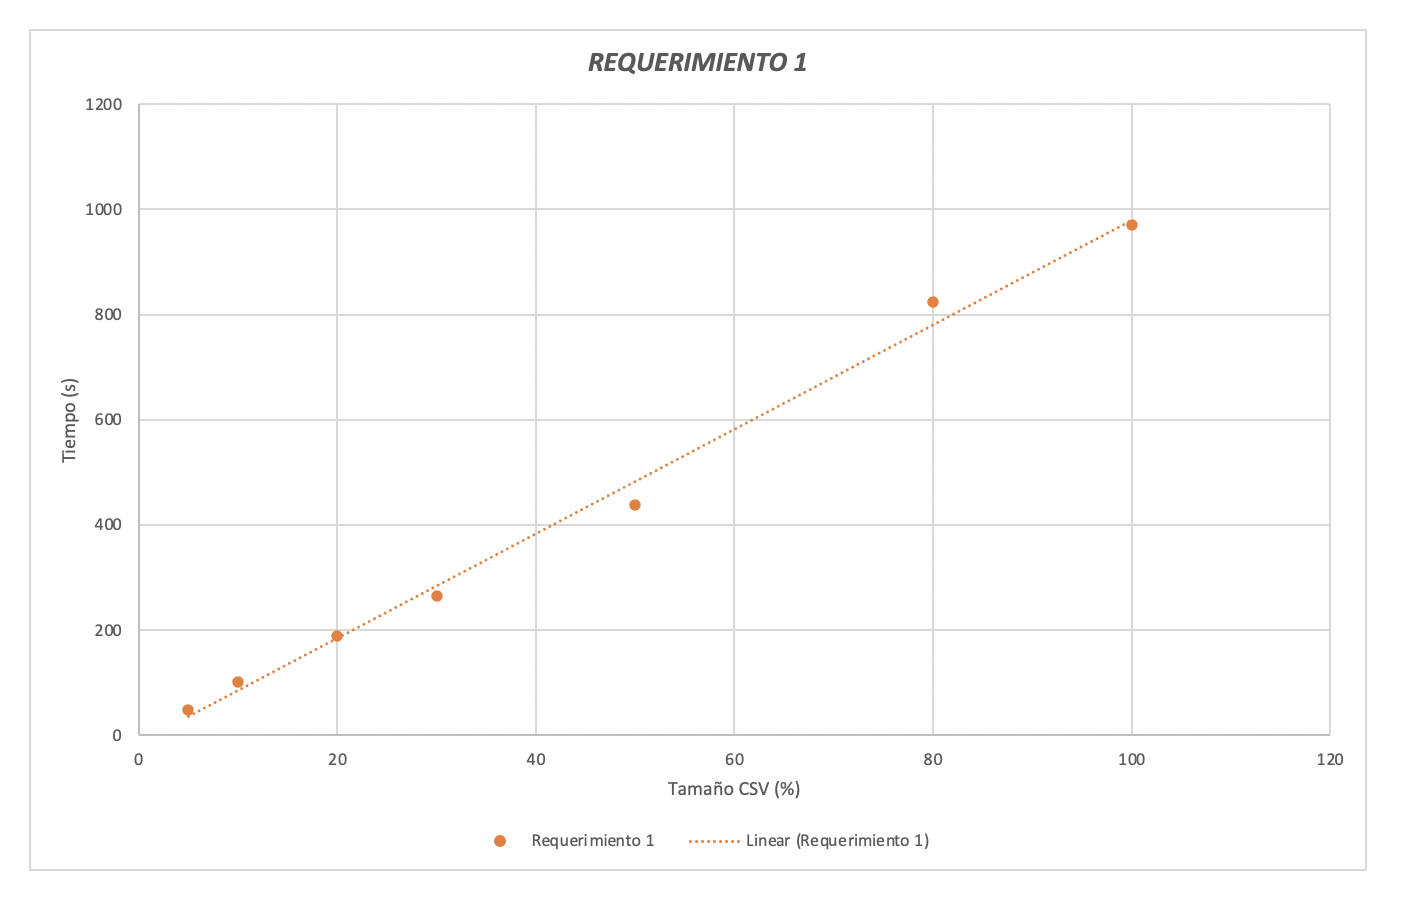 REQUERIMIENTO 1
1200
1000
800
600
400
200
0
Tiempo (s)
0 20 40 60 80 100 120
Tamaño CSV (%)
Requerimiento 1 Linear (Requerimiento 1)